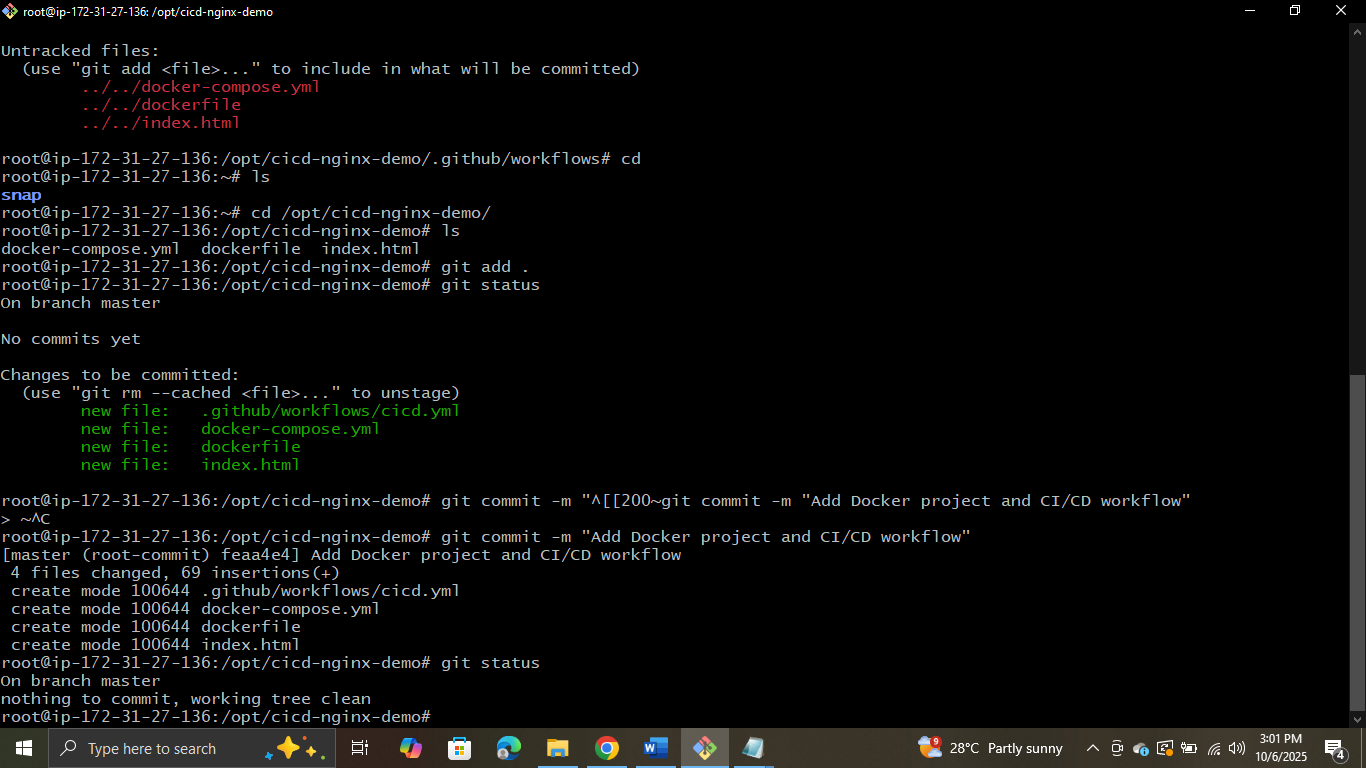 root@ip-172-31-27-136: /opt/cicd-nginx-demo
Untracked files:
  (use "git add <file>..." to include in what will be committed)
        ../../docker-compose.yml
        ../../dockerfile
        ../../index.html
root@ip-172-31-27-136:/opt/cicd-nginx-demo/.github/workflows# cd
root@ip-172-31-27-136:~# ls
snap
root@ip-172-31-27-136:~# cd /opt/cicd-nginx-demo/
root@ip-172-31-27-136:/opt/cicd-nginx-demo# ls
docker-compose.yml  dockerfile  index.html
root@ip-172-31-27-136:/opt/cicd-nginx-demo# git add .
root@ip-172-31-27-136:/opt/cicd-nginx-demo# git status
On branch master
No commits yet
Changes to be committed:
  (use "git rm --cached <file>..." to unstage)
        new file:   .github/workflows/cicd.yml
        new file:   docker-compose.yml
        new file:   dockerfile
        new file:   index.html
root@ip-172-31-27-136:/opt/cicd-nginx-demo# git commit -m "^[[200~git commit -m "Add Docker project and CI/CD workflow"
> ~^C
root@ip-172-31-27-136:/opt/cicd-nginx-demo# git commit -m "Add Docker project and CI/CD workflow"
[master (root-commit) feaa4e4] Add Docker project and CI/CD workflow
 4 files changed, 69 insertions(+)
 create mode 100644 .github/workflows/cicd.yml
 create mode 100644 docker-compose.yml
 create mode 100644 dockerfile
 create mode 100644 index.html
root@ip-172-31-27-136:/opt/cicd-nginx-demo# git status
On branch master
nothing to commit, working tree clean
root@ip-172-31-27-136:/opt/cicd-nginx-demo#
Type here to search
9
28°C Partly sunny
3:01 PM
10/6/2025
4